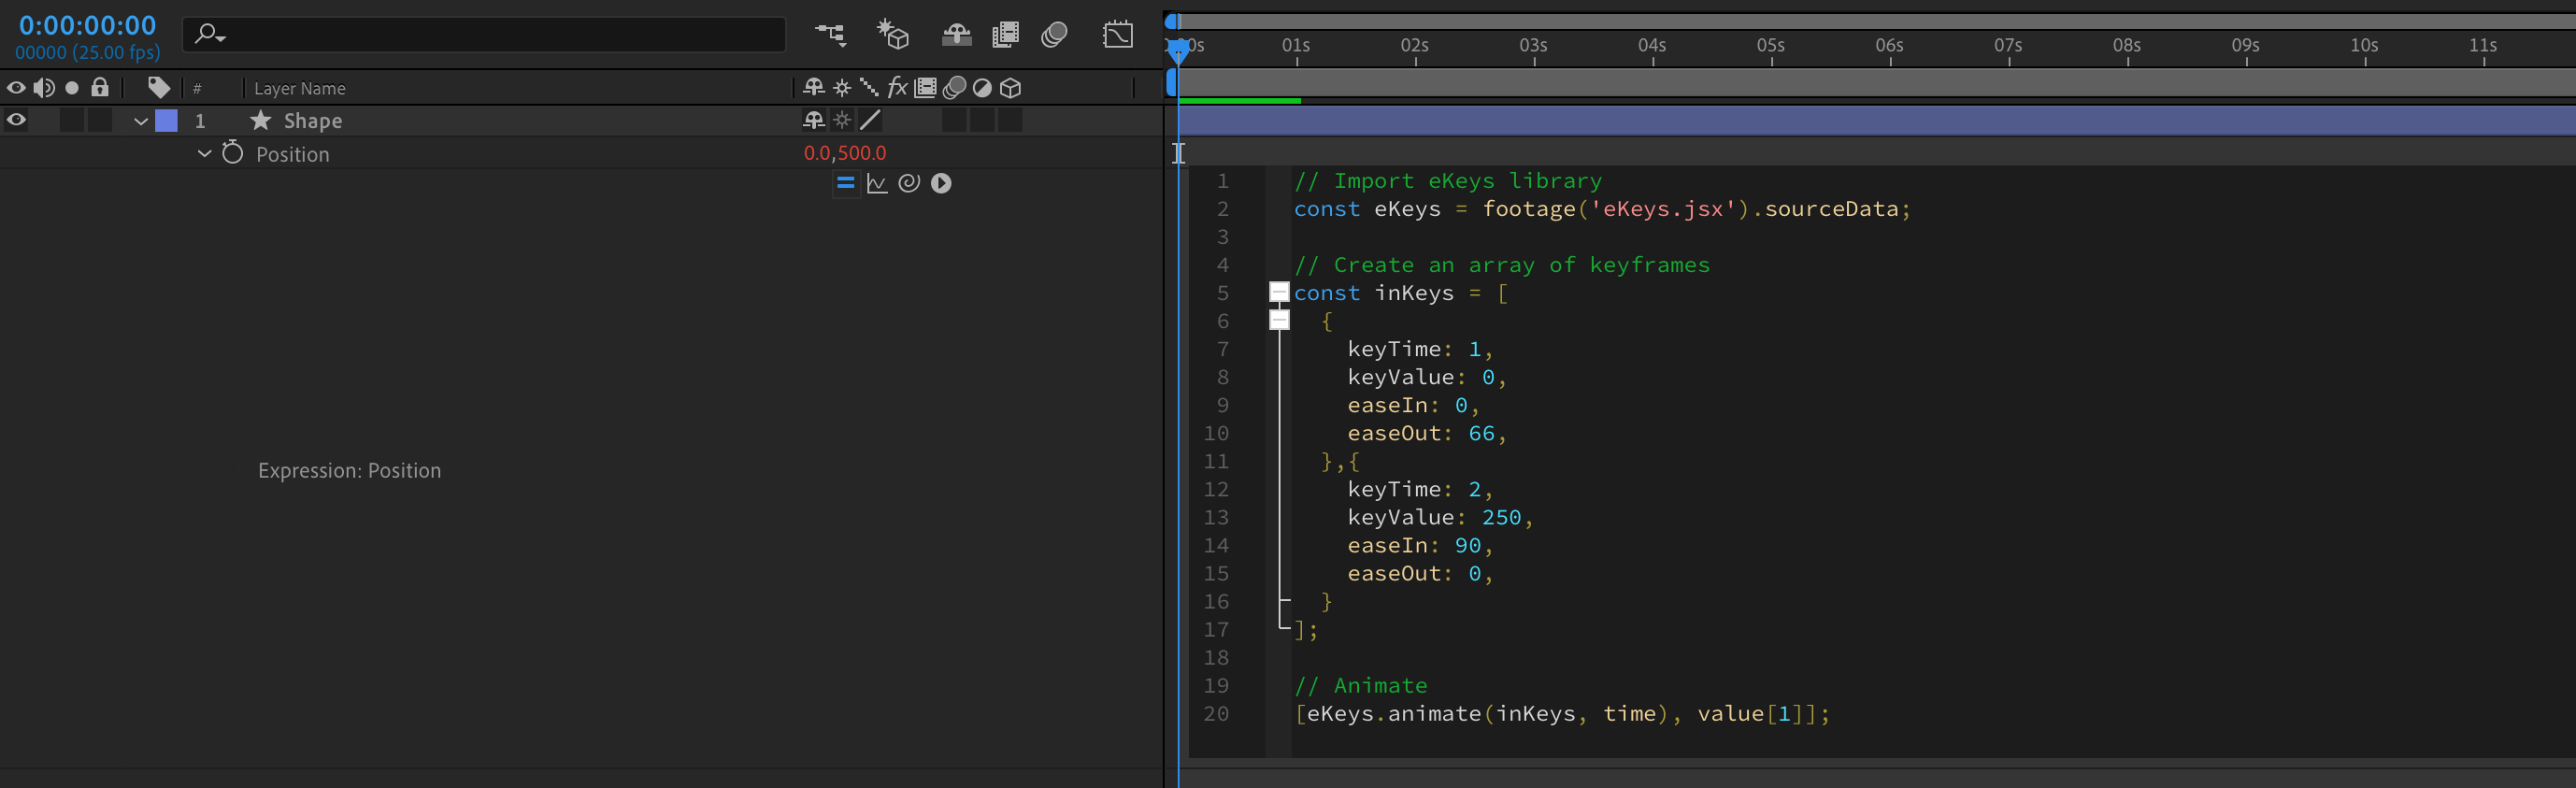 0:00:00:00
00000 (25.00 fps)
00s 01s 02s 03s 04s 05s 06s 07s 08s 09s 10s 11s
# Layer Name fx
1 Shape
Position 0.0,500.0
Expression: Position
1 // Import eKeys library
2 const eKeys = footage('eKeys.jsx').sourceData;
3
4 // Create an array of keyframes
5 const inKeys = [
6 {
7 keyTime: 1,
8 keyValue: 0,
9 easeIn: 0,
10 easeOut: 66,
11 },{
12 keyTime: 2,
13 keyValue: 250,
14 easeIn: 90,
15 easeOut: 0,
16 }
17 ];
18
19 // Animate
20 [eKeys.animate(inKeys, time), value[1]];